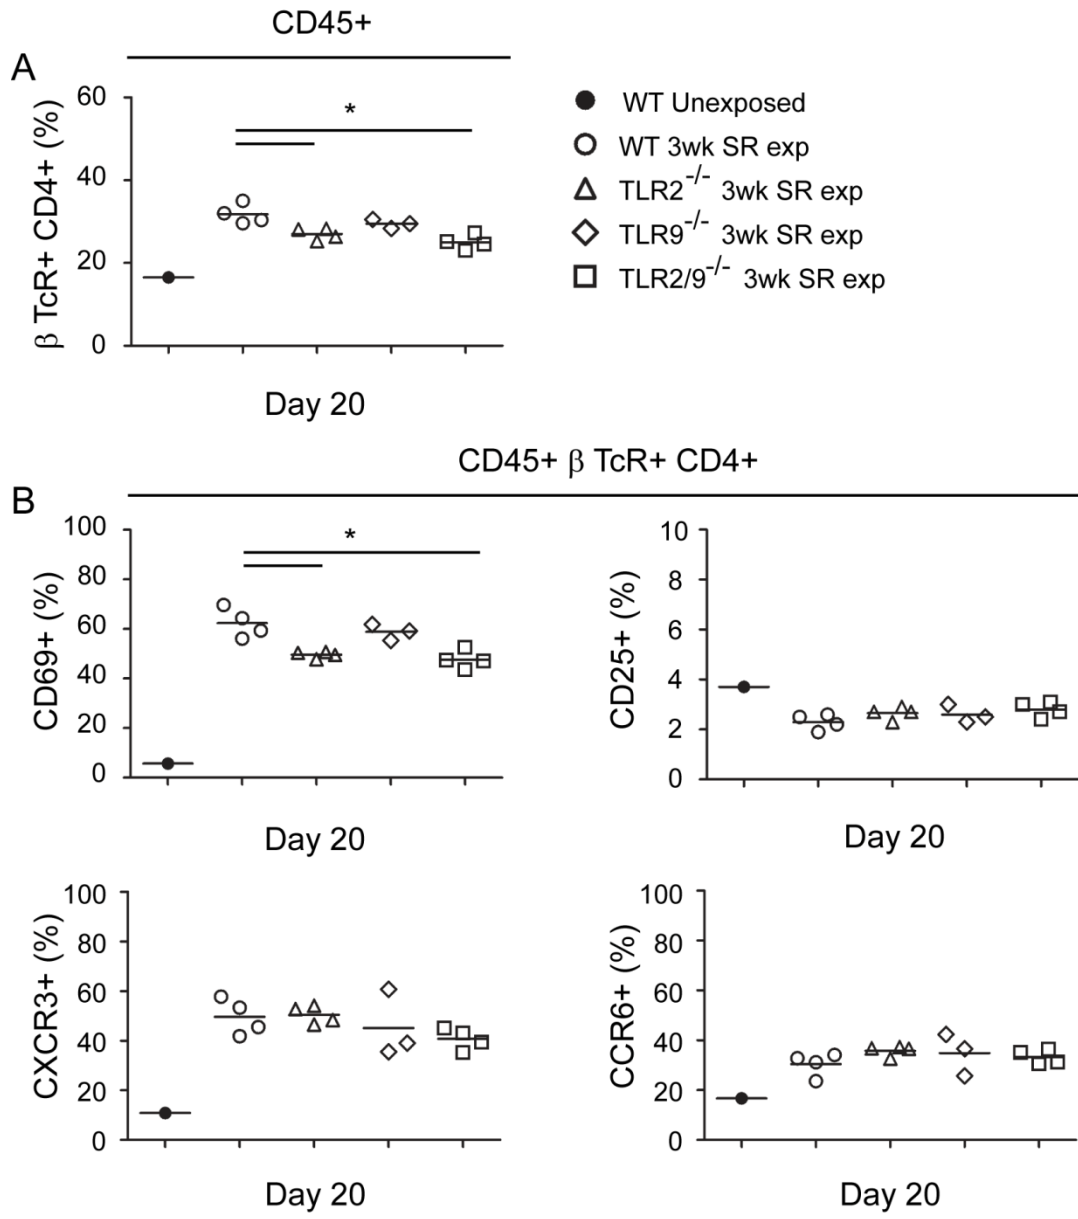 CD45+
A
β TcR+ CD4+ (%)
60
40
20
0
*
Day 20
WT Unexposed
WT 3wk SR exp
TLR2-/- 3wk SR exp
TLR9-/- 3wk SR exp
TLR2/9-/- 3wk SR exp
CD45+ β TcR+ CD4+
B
CD69+ (%)
100
80
60
40
20
0
*
Day 20
CD25+ (%)
10
8
6
4
2
0
Day 20
CXCR3+ (%)
100
80
60
40
20
0
Day 20
CCR6+ (%)
100
80
60
40
20
0
Day 20